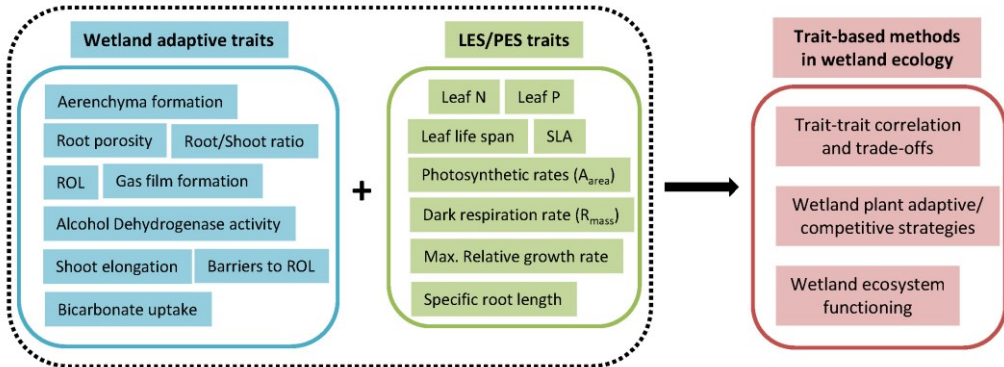 Wetland adaptive traits
Aerenchyma formation
Root porosity
Root/Shoot ratio
ROL
Gas film formation
Alcohol Dehydrogenase activity
Shoot elongation
Barriers to ROL
Bicarbonate uptake
+
LES/PES traits
Leaf N
Leaf P
Leaf life span
SLA
Photosynthetic rates (Aarea)
Dark respiration rate (Rmass)
Max. Relative growth rate
Specific root length
Trait-based methods
in wetland ecology
Trait-trait correlation
and trade-offs
Wetland plant adaptive/
competitive strategies
Wetland ecosystem
functioning